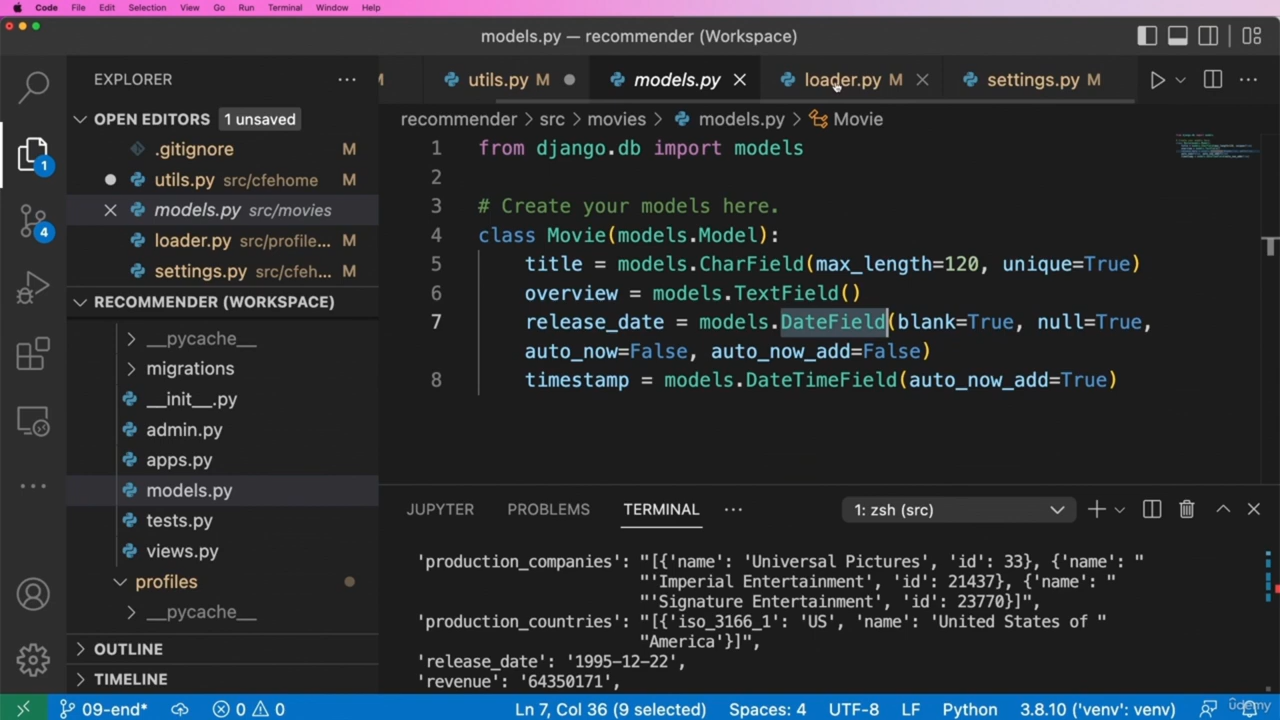 Code File Edit Selection View Go Run Terminal Window Help
models.py — recommender (Workspace)
EXPLORER
M utils.py M models.py loader.py M settings.py M
OPEN EDITORS 1 unsaved
recommender > src > movies > models.py > Movie
.gitignore M
utils.py src/cfehome M
models.py src/movies
loader.py src/profile... M
settings.py src/cfeh... M
RECOMMENDER (WORKSPACE)
__pycache__
migrations
__init__.py
admin.py
apps.py
models.py
tests.py
views.py
profiles
__pycache__
OUTLINE
TIMELINE
1
4
1 from django.db import models
2
3 # Create your models here.
4 class Movie(models.Model):
5 title = models.CharField(max_length=120, unique=True)
6 overview = models.TextField()
7 release_date = models.DateField(blank=True, null=True,
auto_now=False, auto_now_add=False)
8 timestamp = models.DateTimeField(auto_now_add=True)
JUPYTER PROBLEMS TERMINAL 1: zsh (src)
'production_companies': "[{'name': 'Universal Pictures', 'id': 33}, {'name': "
"'Imperial Entertainment', 'id': 21437}, {'name': "
"'Signature Entertainment', 'id': 23770}]",
'production_countries': "[{'iso_3166_1': 'US', 'name': 'United States of "
"America'}]",
'release_date': '1995-12-22',
'revenue': '64350171',
09-end* 0 0 Ln 7, Col 36 (9 selected) Spaces: 4 UTF-8 LF Python 3.8.10 ('venv': venv)
udemy